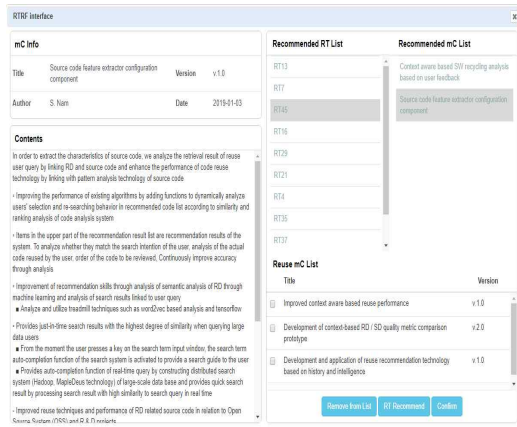 RTRF interface
x
mC Info
Title
Source code feature extractor configuration
component
Version
v.1.0
Author
S. Nam
Date
2019-01-03
Contents
In order to extract the characteristics of source code, we analyze the retrieval result of reuse
user query by linking RD and source code and enhance the performance of code reuse
technology by linking with pattern analysis technology of source code
• Improving the performance of existing algorithms by adding functions to dynamically analyze
users' selection and re-searching behavior in recommended code list according to similarity and
ranking analysis of code analysis system
• Items in the upper part of the recommendation result list are recommendation results of the
system. To analyze whether they match the search intention of the user, analysis of the actual
code reused by the user, order of the code to be reviewed, Continuously improve accuracy
through analysis
• Improvement of recommendation skills through analysis of semantic analysis of RD through
machine learning and analysis of search results linked to user query
■ Analyze and utilize treadmill techniques such as word2vec based analysis and tensorflow
• Provides just-in-time search results with the highest degree of similarity when querying large
data users
■ From the moment the user presses a key on the search term input window, the search term
auto-completion function of the search system is activated to provide a search guide to the user
■ Provides auto-completion function of real-time query by constructing distributed search
system (Hadoop, MapleDeus technology) of large-scale data base and provides quick search
result by processing search result with high similarity to search query in real time
• Improved reuse techniques and performance of RD related source code in relation to Open
Source System (OSS) and R & D projects
Recommended RT List
RT13
RT7
RT45
RT16
RT29
RT21
RT4
RT35
RT37
Recommended mC List
Context aware based SW recycling analysis
based on user feedback
Source code feature extractor configuration
component
Reuse mC List
Title
Version
Improved context aware based reuse performance
v.1.0
Development of context-based RD / SD quality metric comparison
prototype
v.2.0
Development and application of reuse recommendation technology
based on history and intelligence
v.1.0
Remove from List
RT Recommend
Confirm